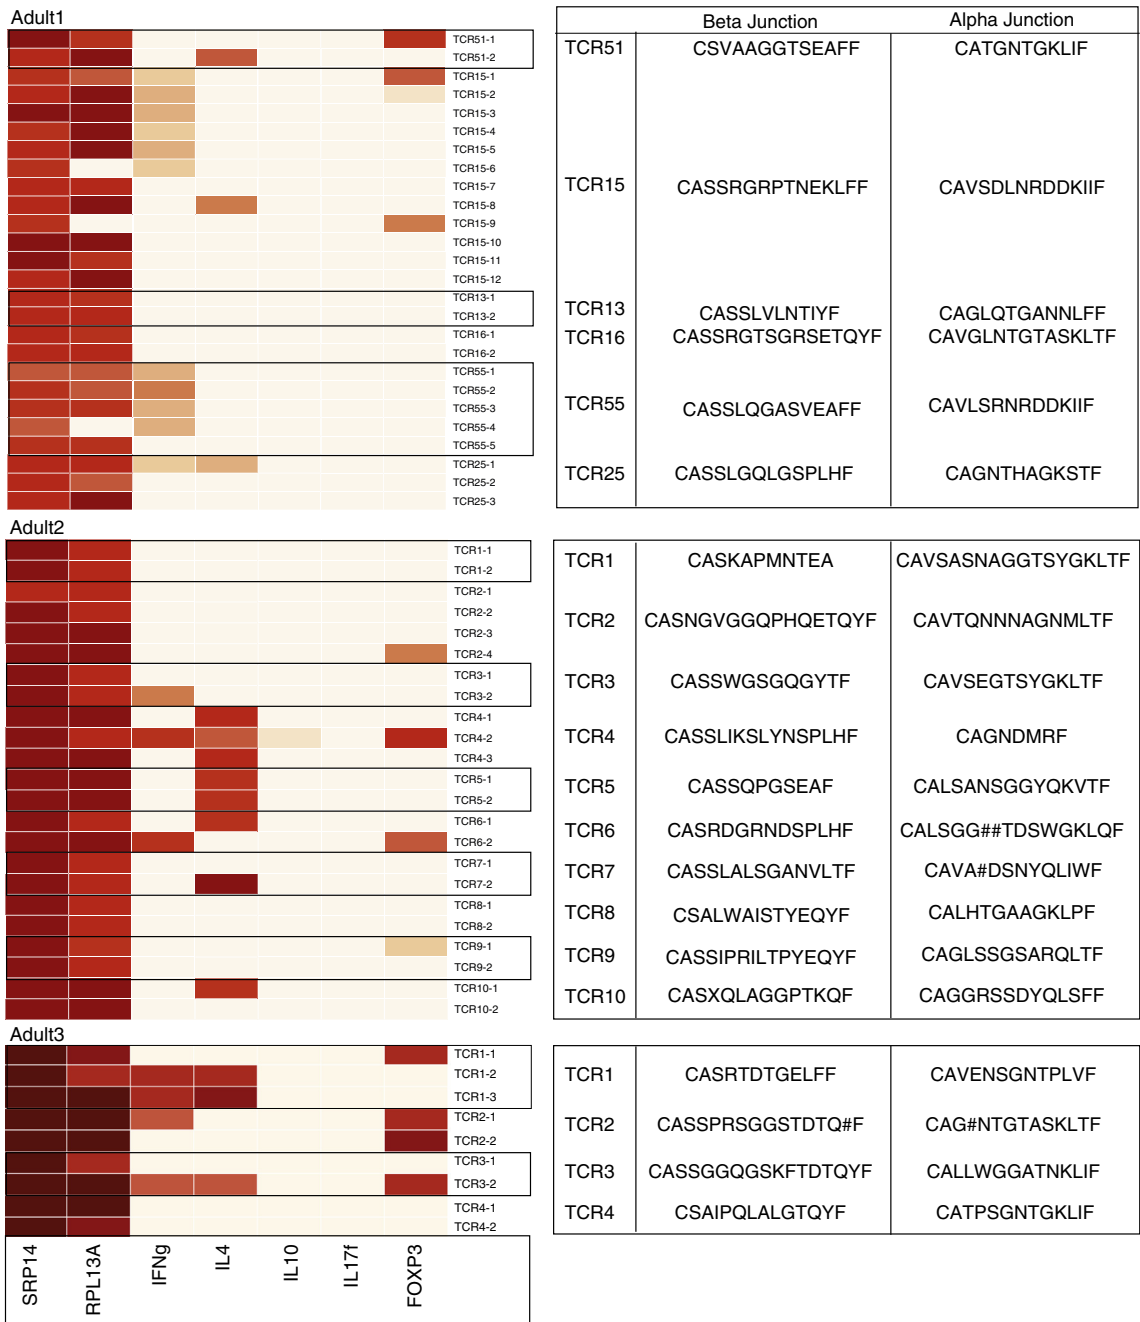 Adult1
TCR51-1
TCR51-2
TCR15-1
TCR15-2
TCR15-3
TCR15-4
TCR15-5
TCR15-6
TCR15-7
TCR15-8
TCR15-9
TCR15-10
TCR15-11
TCR15-12
TCR13-1
TCR13-2
TCR16-1
TCR16-2
TCR55-1
TCR55-2
TCR55-3
TCR55-4
TCR55-5
TCR25-1
TCR25-2
TCR25-3
Beta Junction Alpha Junction
TCR51 CSVAAGGTSEAFF CATGNTGKLIF
TCR15 CASSRGRPTNEKLFF CAVSDLNRDDKIIF
TCR13 CASSLVLNTIYF CAGLQTGANNLFF
TCR16 CASSRGTSGRSETQYF CAVGLNTGTASKLTF
TCR55 CASSLQGASVEAFF CAVLSRNRDDKIIF
TCR25 CASSLGQLGSPLHF CAGNTHAGKSTF
Adult2
TCR1-1
TCR1-2
TCR2-1
TCR2-2
TCR2-3
TCR2-4
TCR3-1
TCR3-2
TCR4-1
TCR4-2
TCR4-3
TCR5-1
TCR5-2
TCR6-1
TCR6-2
TCR7-1
TCR7-2
TCR8-1
TCR8-2
TCR9-1
TCR9-2
TCR10-1
TCR10-2
TCR1 CASKAPMNTEA CAVSASNAGGTSYGKLTF
TCR2 CASNGVGGQPHQETQYF CAVTQNNNAGNMLTF
TCR3 CASSWGSGQGYTF CAVSEGTSYGKLTF
TCR4 CASSLIKSLYNSPLHF CAGNDMRF
TCR5 CASSQPGSEAF CALSANSGGYQKVTF
TCR6 CASRDGRNDSPLHF CALSGG##TDSWGKLQF
TCR7 CASSLALSGANVLTF CAVA#DSNYQLIWF
TCR8 CSALWAISTYEQYF CALHTGAAGKLPF
TCR9 CASSIPRILTPYEQYF CAGLSSGSARQLTF
TCR10 CASXQLAGGPTKQF CAGGRSSDYQLSFF
Adult3
TCR1-1
TCR1-2
TCR1-3
TCR2-1
TCR2-2
TCR3-1
TCR3-2
TCR4-1
TCR4-2
TCR1 CASRTDTGELFF CAVENSGNTPLVF
TCR2 CASSPRSGGSTDTQ#F CAG#NTGTASKLTF
TCR3 CASSGGQGSKFTDTQYF CALLWGGATNKLIF
TCR4 CSAIPQLALGTQYF CATPSGNTGKLIF
SRP14
RPL13A
IFNg
IL4
IL10
IL17f
FOXP3